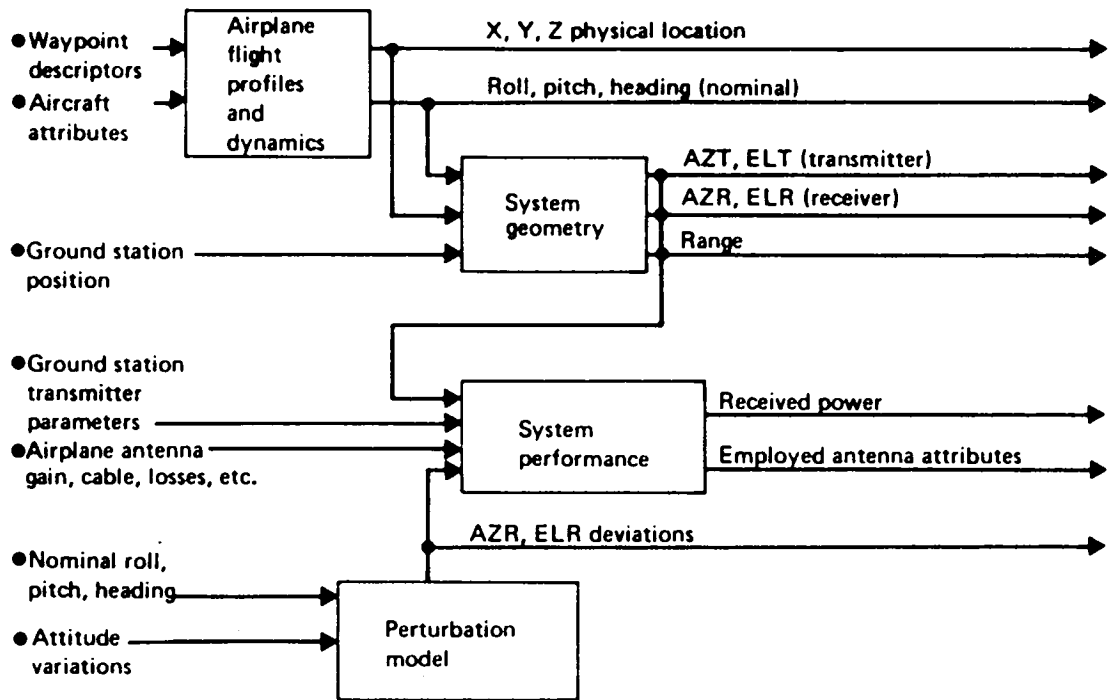 ●Waypoint
descriptors
●Aircraft
attributes
Airplane
flight
profiles
and
dynamics
X, Y, Z physical location
Roll, pitch, heading (nominal)
●Ground station
position
System
geometry
AZT, ELT (transmitter)
AZR, ELR (receiver)
Range
●Ground station
transmitter
parameters
●Airplane antenna
gain, cable, losses, etc.
System
performance
Received power
Employed antenna attributes
AZR, ELR deviations
●Nominal roll,
pitch, heading
●Attitude
variations
Perturbation
model